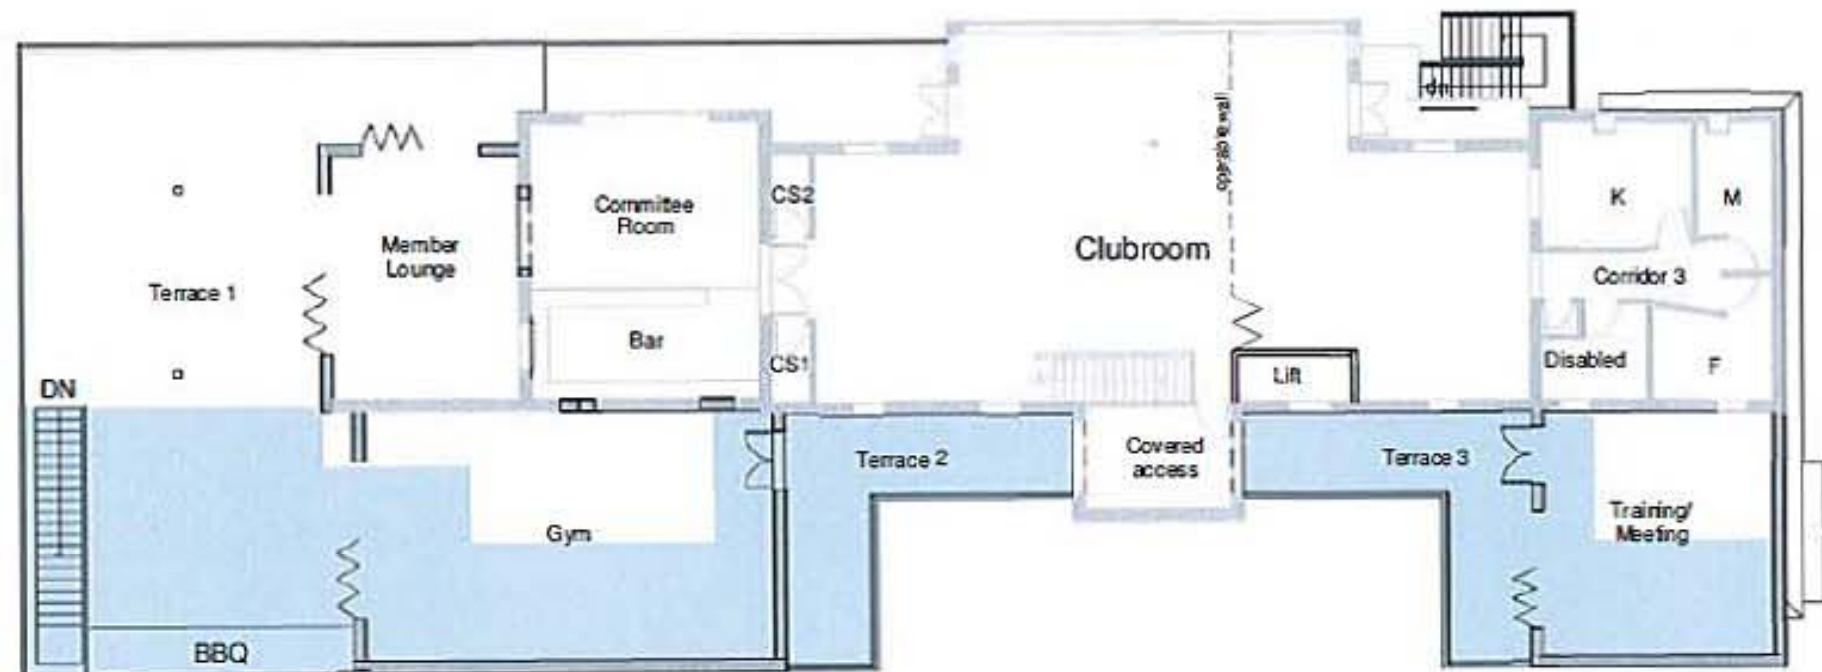 dn
operable wall
CS2
K
M
Committee
Room
Member
Lounge
Clubroom
Corridor 3
Terrace 1
Bar
CS1
Lift
Disabled
F
DN
Terrace 2
Covered
access
Terrace 3
Gym
Training/
Meeting
BBQ